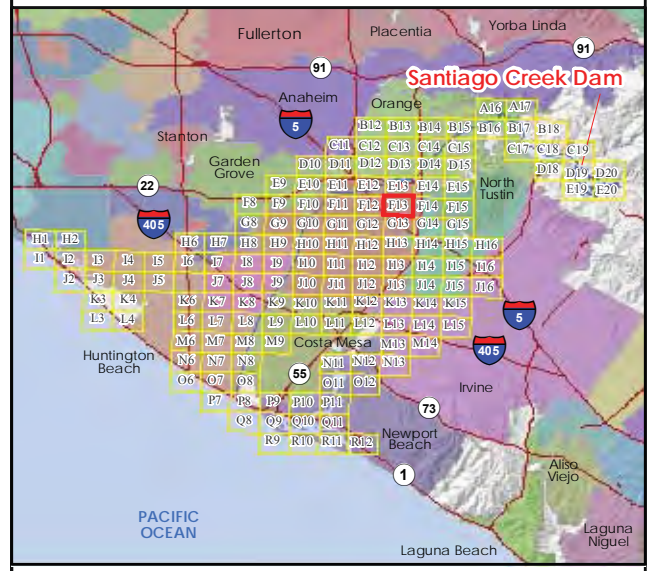 Fullerton
Placentia
Yorba Linda
91
91
Santiago Creek Dam
Anaheim
5
Orange
A16 A17
B12 B13 B14 B15 B16 B17 B18
Stanton
C11 C12 C13 C14 C15 C17 C18 C19
Garden
Grove
D10 D11 D12 D13 D14 D15 D18 D19 D20
22
E9 E10 E11 E12 E13 E14 E15 E19 E20
North
Tustin
F8 F9 F10 F11 F12 F13 F14 F15
405
G8 G9 G10 G11 G12 G13 G14 G15
H1 H2 H6 H7 H8 H9 H10 H11 H12 H13 H14 H15 H16
I1 I2 I3 I4 I5 I6 I7 I8 I9 I10 I11 I12 I13 I14 I15 I16
J2 J3 J4 J5 J7 J8 J9 J10 J11 J12 J13 J14 J15 J16
K3 K4 K6 K7 K8 K9 K10 K11 K12 K13 K14 K15
5
L3 L4 L6 L7 L8 L9 L10 L11 L12 L13 L14 L15
M6 M7 M8 M9 Costa Mesa M13 M14
405
Huntington
Beach
N6 N7 N8 N11 N12 N13
55
O6 O7 O8 O11 O12
Irvine
P7 P8 P9 P10 P11
73
Q8 Q9 Q10 Q11
Newport
Beach
R9 R10 R11 R12
1
Aliso
Viejo
PACIFIC
OCEAN
Laguna
Niguel
Laguna Beach